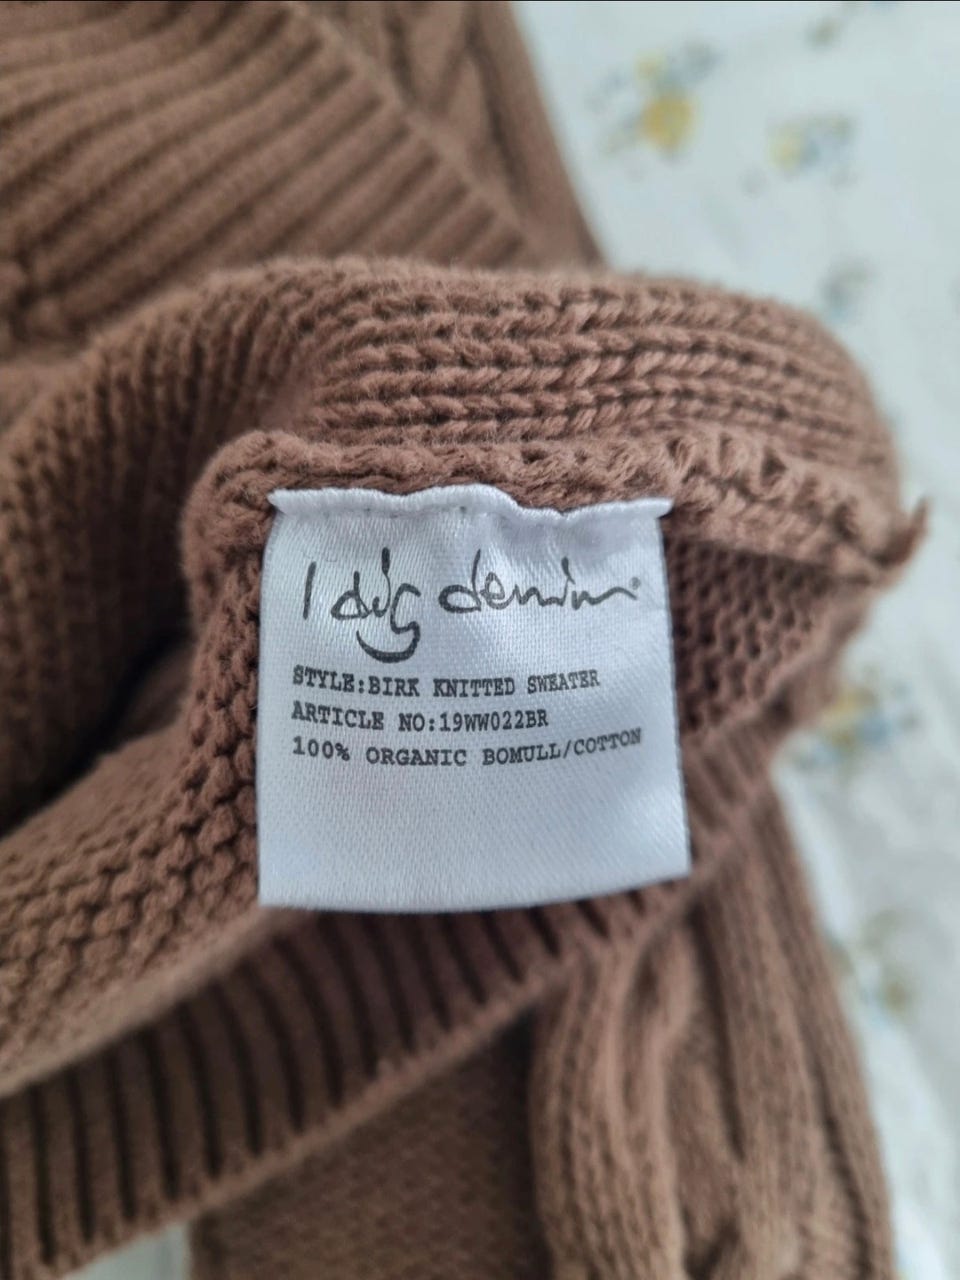 I dig denim
STYLE:BIRK KNITTED SWEATER
ARTICLE NO:19WW022BR
100% ORGANIC BOMULL/COTTON